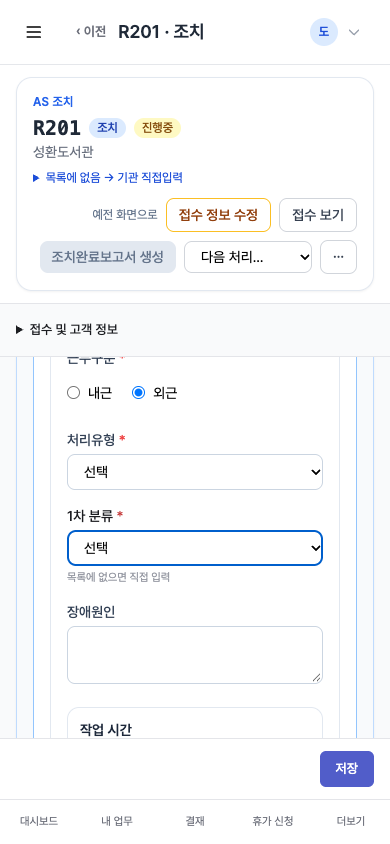 ‹ 이전 R201 · 조치 도
AS 조치
R201 조치 진행중
성환도서관
▶ 목록에 없음 → 기관 직접입력
예전 화면으로 접수 정보 수정 접수 보기
조치완료보고서 생성 다음 처리... ...
▶ 접수 및 고객 정보
근무구분 *
내근 외근
처리유형 *
선택
1차 분류 *
선택
목록에 없으면 직접 입력
장애원인
작업 시간
저장
대시보드 내 업무 결재 휴가 신청 더보기